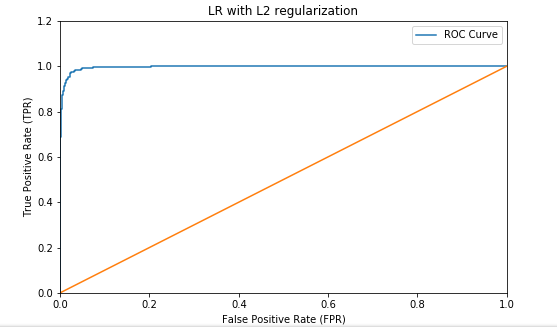 LR with L2 regularization
ROC Curve
True Positive Rate (TPR)
1.2
1.0
0.8
0.6
0.4
0.2
0.0
0.0 0.2 0.4 0.6 0.8 1.0
False Positive Rate (FPR)